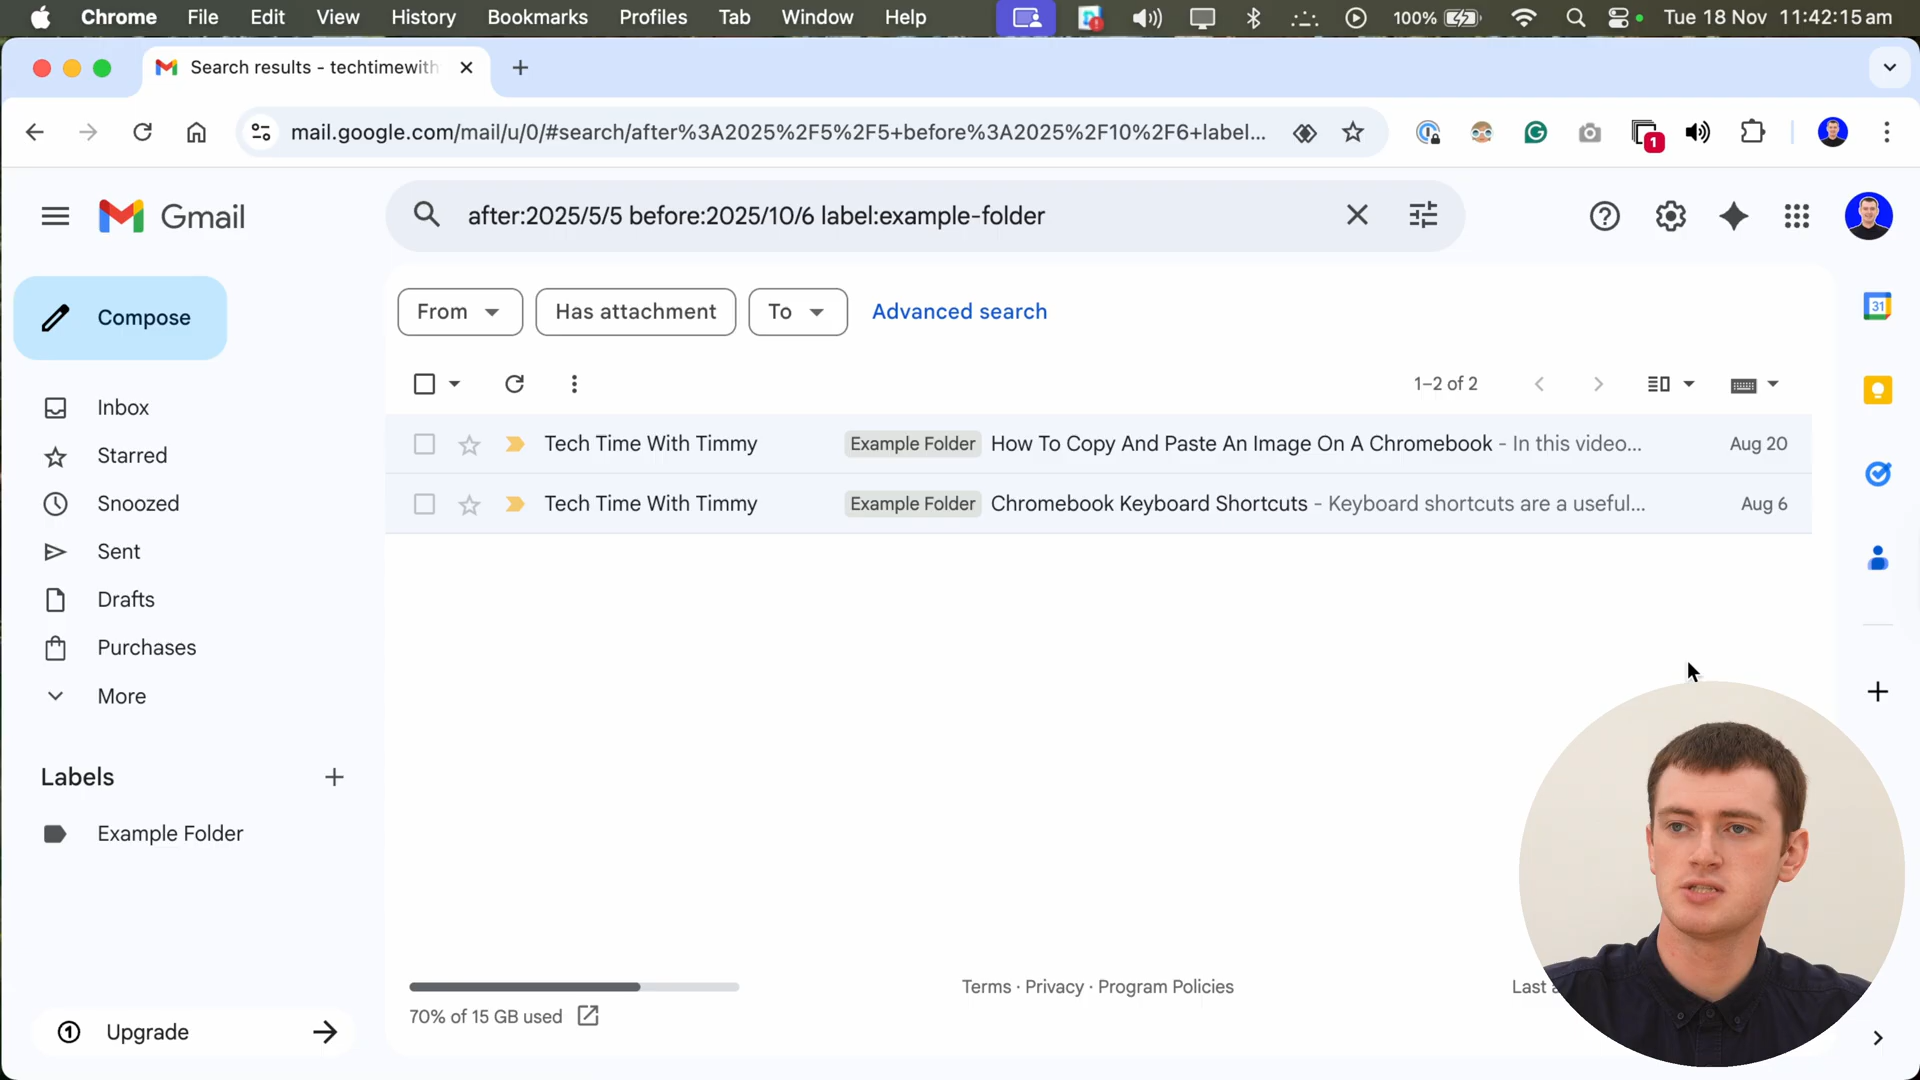 Chrome File Edit View History Bookmarks Profiles Tab Window Help 100% Tue 18 Nov 11:42:15 am
Search results - techtimewith
mail.google.com/mail/u/0/#search/after%3A2025%2F5%2F5+before%3A2025%2F10%2F6+label... 1
Gmail
after:2025/5/5 before:2025/10/6 label:example-folder
31
Compose
From Has attachment To Advanced search
1–2 of 2
Inbox
Starred
Snoozed
Sent
Drafts
Purchases
More
Tech Time With Timmy Example Folder How To Copy And Paste An Image On A Chromebook - In this video... Aug 20
Tech Time With Timmy Example Folder Chromebook Keyboard Shortcuts - Keyboard shortcuts are a useful... Aug 6
Labels
Example Folder
Upgrade
70% of 15 GB used
Terms · Privacy · Program Policies
Last